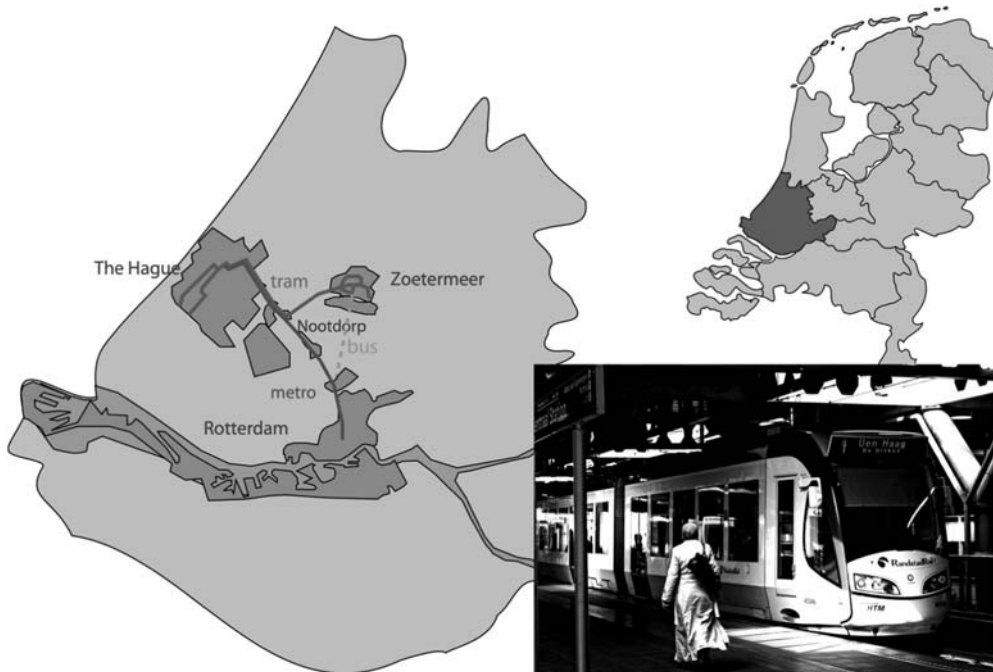 The Hague
tram
Zoetermeer
Nootdorp
bus
metro
Rotterdam
Den Haag
RandstadRail
HTM